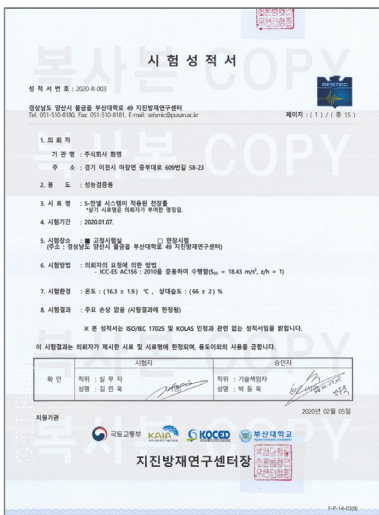 복사본 COPY
시 험 성 적 서
성 적 서 번 호 : 2020-R-003
SESTEC
경상남도 양산시 물금읍 부산대학로 49 지진방재연구센터
Tel: 051-510-8180, Fax: 051-510-8181, E-mail: seismic@pusan.ac.kr
페이지 : ( 1 ) / ( 총 15 )
1. 의 뢰 자
기 관 명 : 주식회사 화명
주 소 : 경기 이천시 마장면 중부대로 609번길 58-23
2. 용 도 : 성능검증용
3. 시 료 명 : S-찬넬 시스템이 적용된 천장틀
*상기 시료명은 의뢰자가 부여한 명칭임.
4. 시험기간 : 2020.01.07.
5. 시험장소 : ■ 고정시험실 □ 현장시험
(주소 : 경상남도 양산시 물금읍 부산대학로 49 지진방재연구센터)
6. 시험방법 : 의뢰자의 요청에 의한 방법
- ICC-ES AC156 : 2010을 준용하여 수행함(SDS = 18.43 m/s², z/h = 1)
7. 시험환경 : 온도 : (16.3 ± 1.9) ℃, 상대습도 : (66 ± 2) %
8. 시험결과 : 주요 손상 없음 (시험결과에 한정됨)
※ 본 성적서는 ISO/IEC 17025 및 KOLAS 인정과 관련 없는 성적서임을 밝힙니다.
이 시험결과는 의뢰자가 제시한 시료 및 시료명에 한정되며, 용도이외의 사용을 금합니다.
확 인
시험자
직위 : 실 무 자
성명 : 김 민 욱
승인자
직위 : 기술책임자
성명 : 박 동 욱
2020년 02월 05일
지원기관
국토교통부 KAIA KOCED 부산대학교
지진방재연구센터장
F-P-14-03(9)